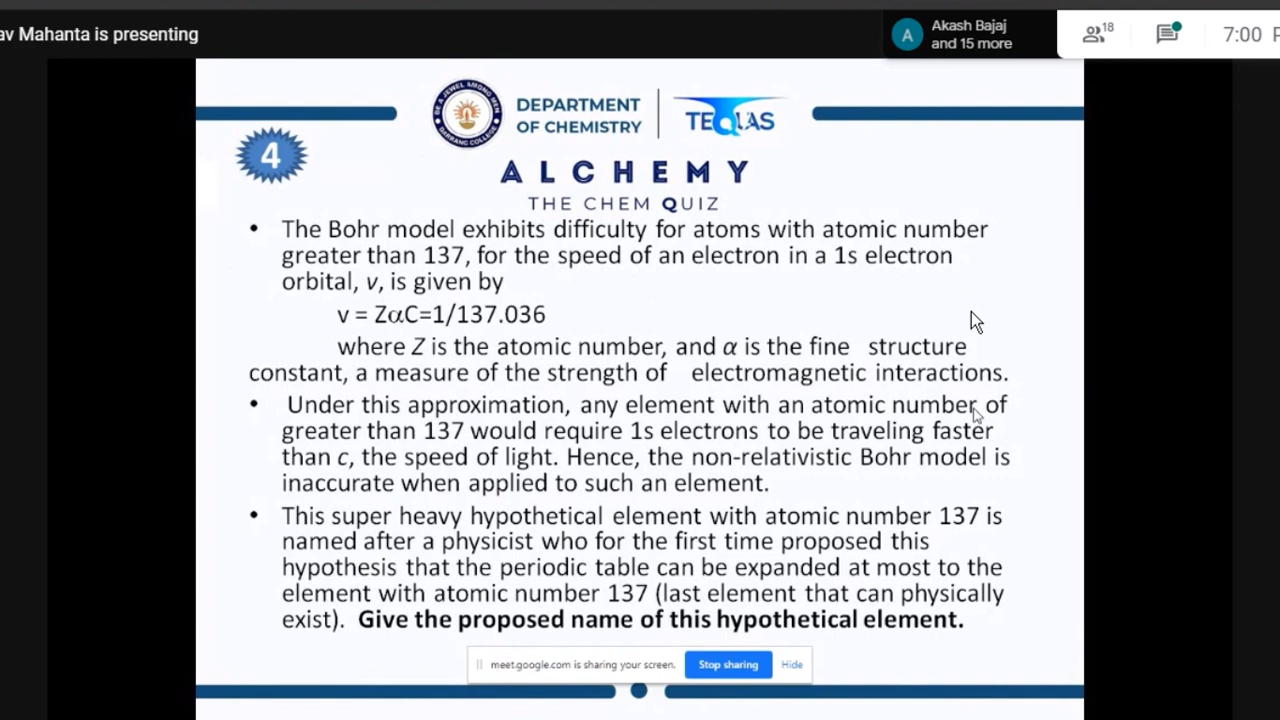 av Mahanta is presenting
Akash Bajaj
and 15 more
A
18
7:00 P
BE A JEWEL AMONG MEN
DARRANG COLLEGE
DEPARTMENT
OF CHEMISTRY
TEQUAS
4
ALCHEMY
THE CHEM QUIZ
• The Bohr model exhibits difficulty for atoms with atomic number
greater than 137, for the speed of an electron in a 1s electron
orbital, v, is given by
v = ZαC=1/137.036
where Z is the atomic number, and α is the fine structure
constant, a measure of the strength of electromagnetic interactions.
• Under this approximation, any element with an atomic number of
greater than 137 would require 1s electrons to be traveling faster
than c, the speed of light. Hence, the non-relativistic Bohr model is
inaccurate when applied to such an element.
• This super heavy hypothetical element with atomic number 137 is
named after a physicist who for the first time proposed this
hypothesis that the periodic table can be expanded at most to the
element with atomic number 137 (last element that can physically
exist). Give the proposed name of this hypothetical element.
meet.google.com is sharing your screen. Stop sharing Hide